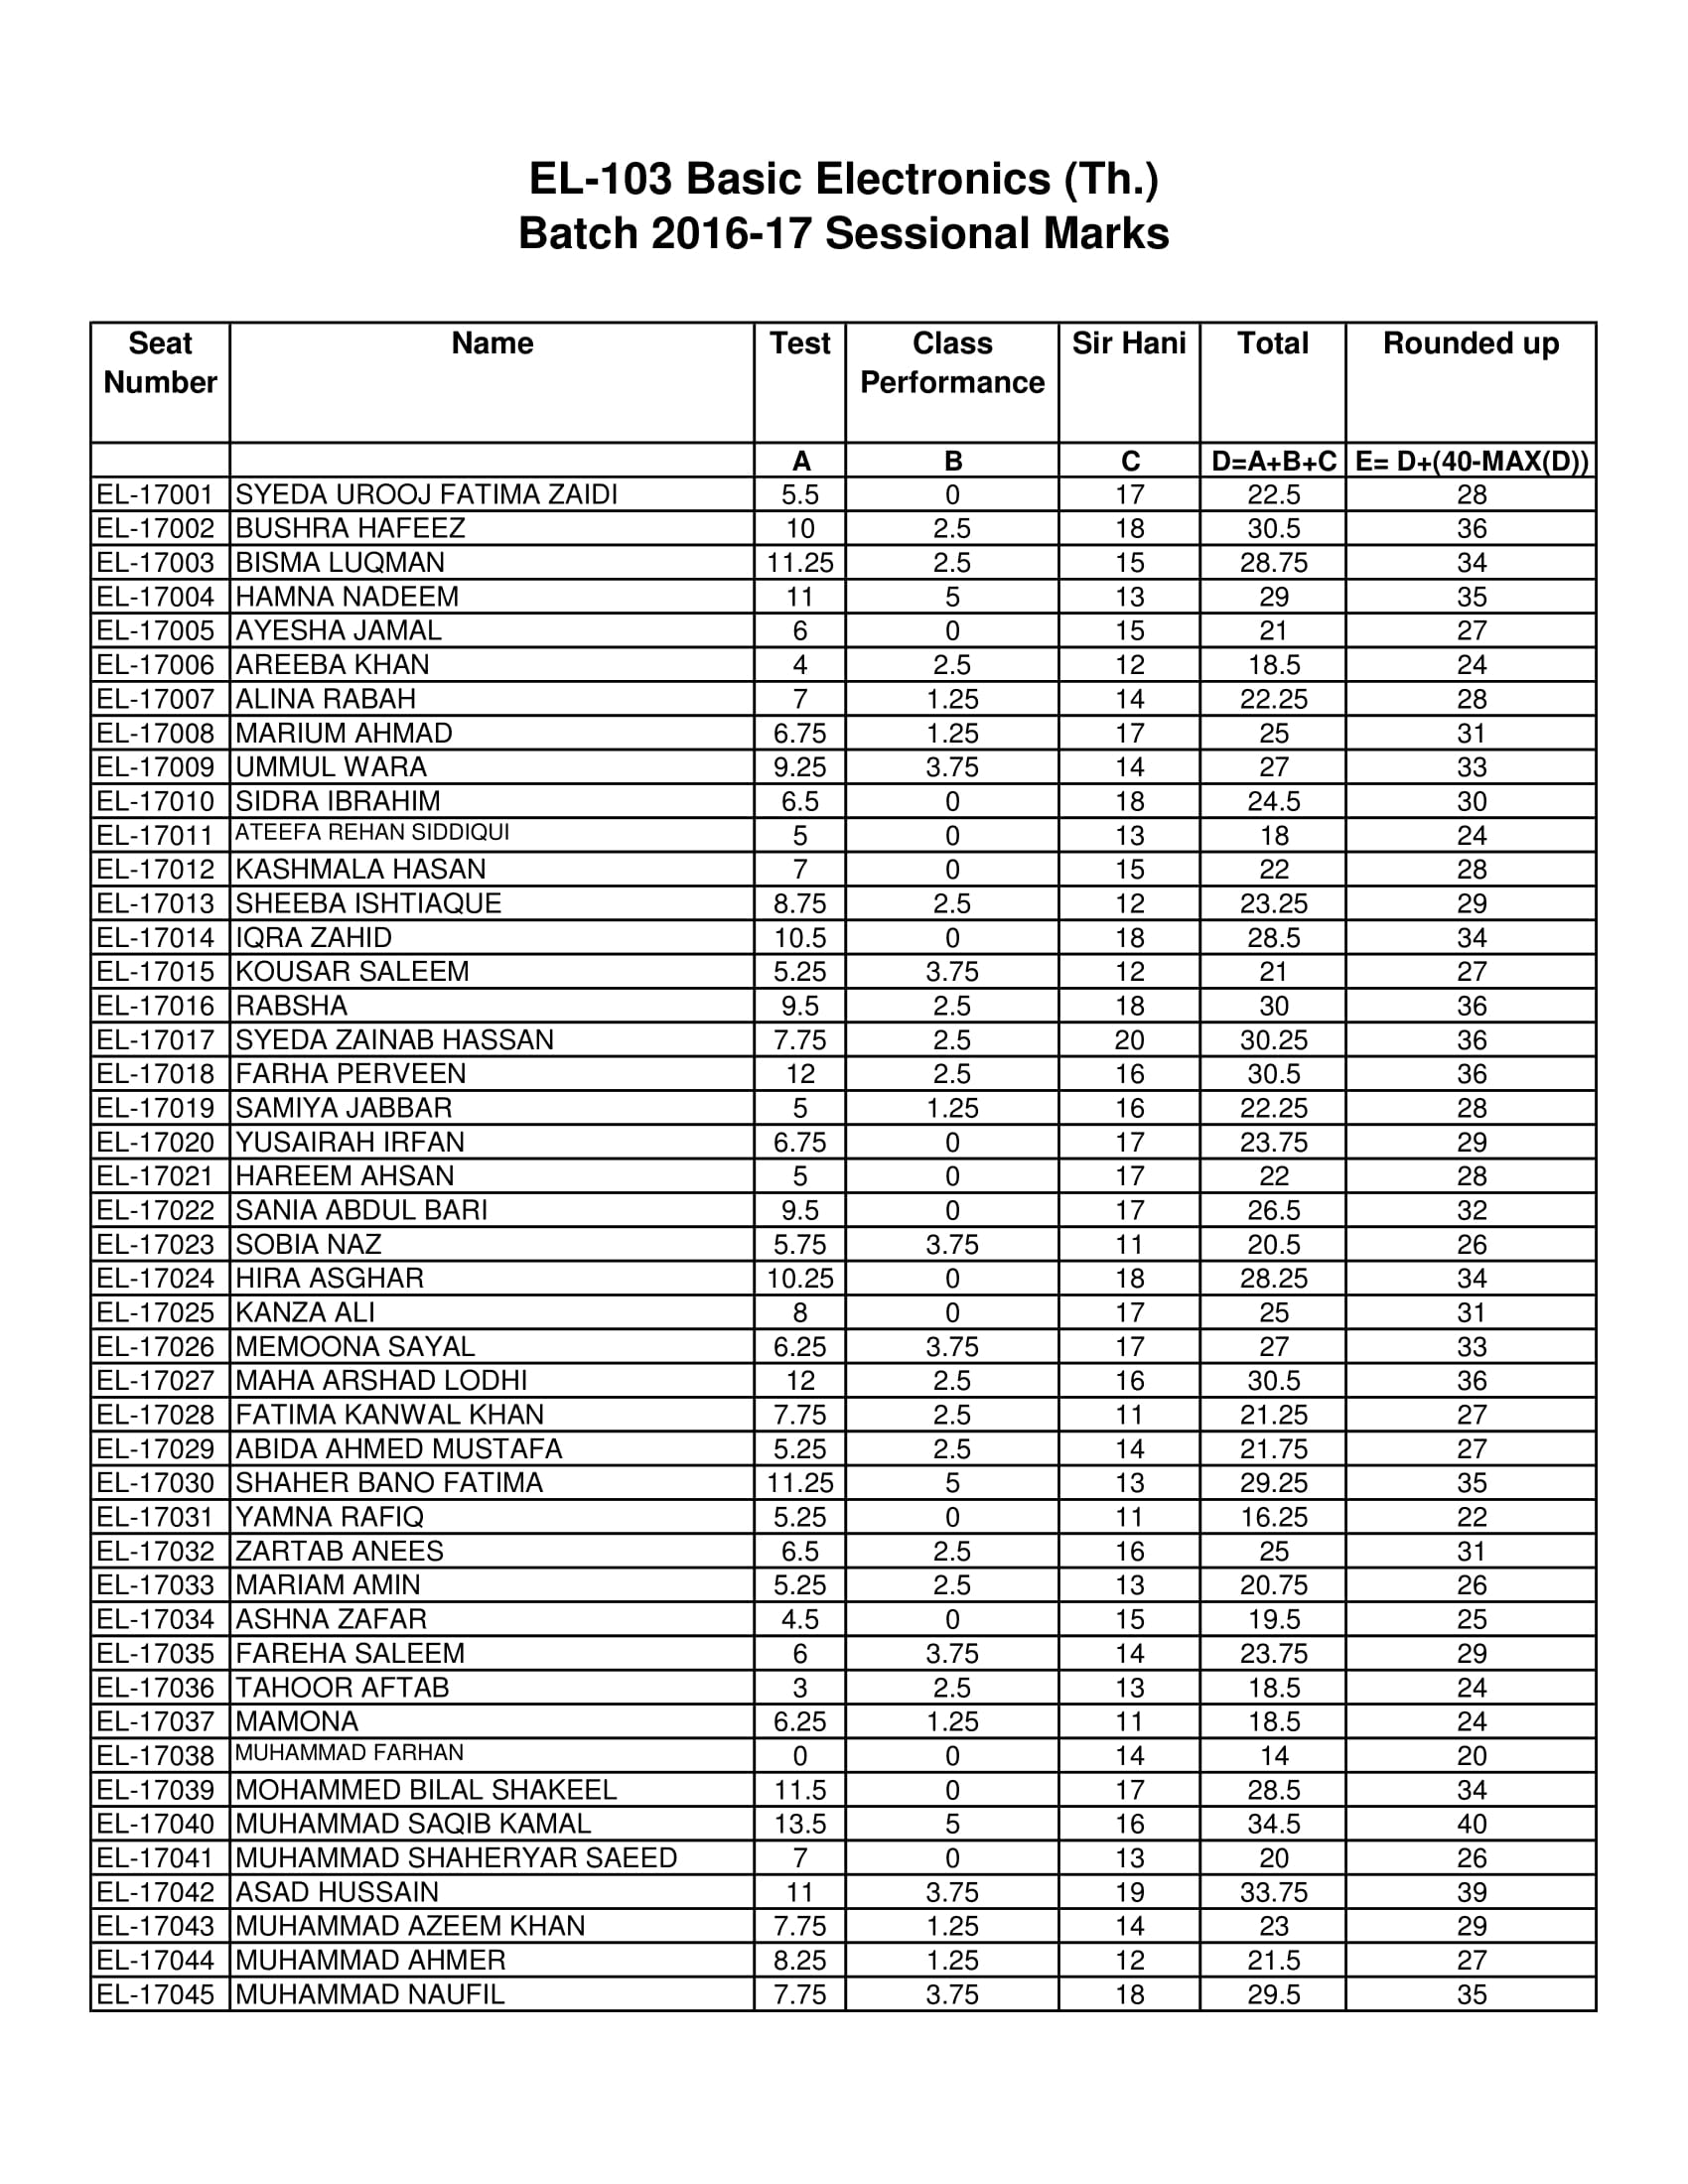 EL-103 Basic Electronics (Th.)
Batch 2016-17 Sessional Marks
Seat Number Name Test Class Performance Sir Hani Total Rounded up
A B C D=A+B+C E= D+(40-MAX(D))
EL-17001 SYEDA UROOJ FATIMA ZAIDI 5.5 0 17 22.5 28
EL-17002 BUSHRA HAFEEZ 10 2.5 18 30.5 36
EL-17003 BISMA LUQMAN 11.25 2.5 15 28.75 34
EL-17004 HAMNA NADEEM 11 5 13 29 35
EL-17005 AYESHA JAMAL 6 0 15 21 27
EL-17006 AREEBA KHAN 4 2.5 12 18.5 24
EL-17007 ALINA RABAH 7 1.25 14 22.25 28
EL-17008 MARIUM AHMAD 6.75 1.25 17 25 31
EL-17009 UMMUL WARA 9.25 3.75 14 27 33
EL-17010 SIDRA IBRAHIM 6.5 0 18 24.5 30
EL-17011 ATEEFA REHAN SIDDIQUI 5 0 13 18 24
EL-17012 KASHMALA HASAN 7 0 15 22 28
EL-17013 SHEEBA ISHTIAQUE 8.75 2.5 12 23.25 29
EL-17014 IQRA ZAHID 10.5 0 18 28.5 34
EL-17015 KOUSAR SALEEM 5.25 3.75 12 21 27
EL-17016 RABSHA 9.5 2.5 18 30 36
EL-17017 SYEDA ZAINAB HASSAN 7.75 2.5 20 30.25 36
EL-17018 FARHA PERVEEN 12 2.5 16 30.5 36
EL-17019 SAMIYA JABBAR 5 1.25 16 22.25 28
EL-17020 YUSAIRAH IRFAN 6.75 0 17 23.75 29
EL-17021 HAREEM AHSAN 5 0 17 22 28
EL-17022 SANIA ABDUL BARI 9.5 0 17 26.5 32
EL-17023 SOBIA NAZ 5.75 3.75 11 20.5 26
EL-17024 HIRA ASGHAR 10.25 0 18 28.25 34
EL-17025 KANZA ALI 8 0 17 25 31
EL-17026 MEMOONA SAYAL 6.25 3.75 17 27 33
EL-17027 MAHA ARSHAD LODHI 12 2.5 16 30.5 36
EL-17028 FATIMA KANWAL KHAN 7.75 2.5 11 21.25 27
EL-17029 ABIDA AHMED MUSTAFA 5.25 2.5 14 21.75 27
EL-17030 SHAHER BANO FATIMA 11.25 5 13 29.25 35
EL-17031 YAMNA RAFIQ 5.25 0 11 16.25 22
EL-17032 ZARTAB ANEES 6.5 2.5 16 25 31
EL-17033 MARIAM AMIN 5.25 2.5 13 20.75 26
EL-17034 ASHNA ZAFAR 4.5 0 15 19.5 25
EL-17035 FAREHA SALEEM 6 3.75 14 23.75 29
EL-17036 TAHOOR AFTAB 3 2.5 13 18.5 24
EL-17037 MAMONA 6.25 1.25 11 18.5 24
EL-17038 MUHAMMAD FARHAN 0 0 14 14 20
EL-17039 MOHAMMED BILAL SHAKEEL 11.5 0 17 28.5 34
EL-17040 MUHAMMAD SAQIB KAMAL 13.5 5 16 34.5 40
EL-17041 MUHAMMAD SHAHERYAR SAEED 7 0 13 20 26
EL-17042 ASAD HUSSAIN 11 3.75 19 33.75 39
EL-17043 MUHAMMAD AZEEM KHAN 7.75 1.25 14 23 29
EL-17044 MUHAMMAD AHMER 8.25 1.25 12 21.5 27
EL-17045 MUHAMMAD NAUFIL 7.75 3.75 18 29.5 35